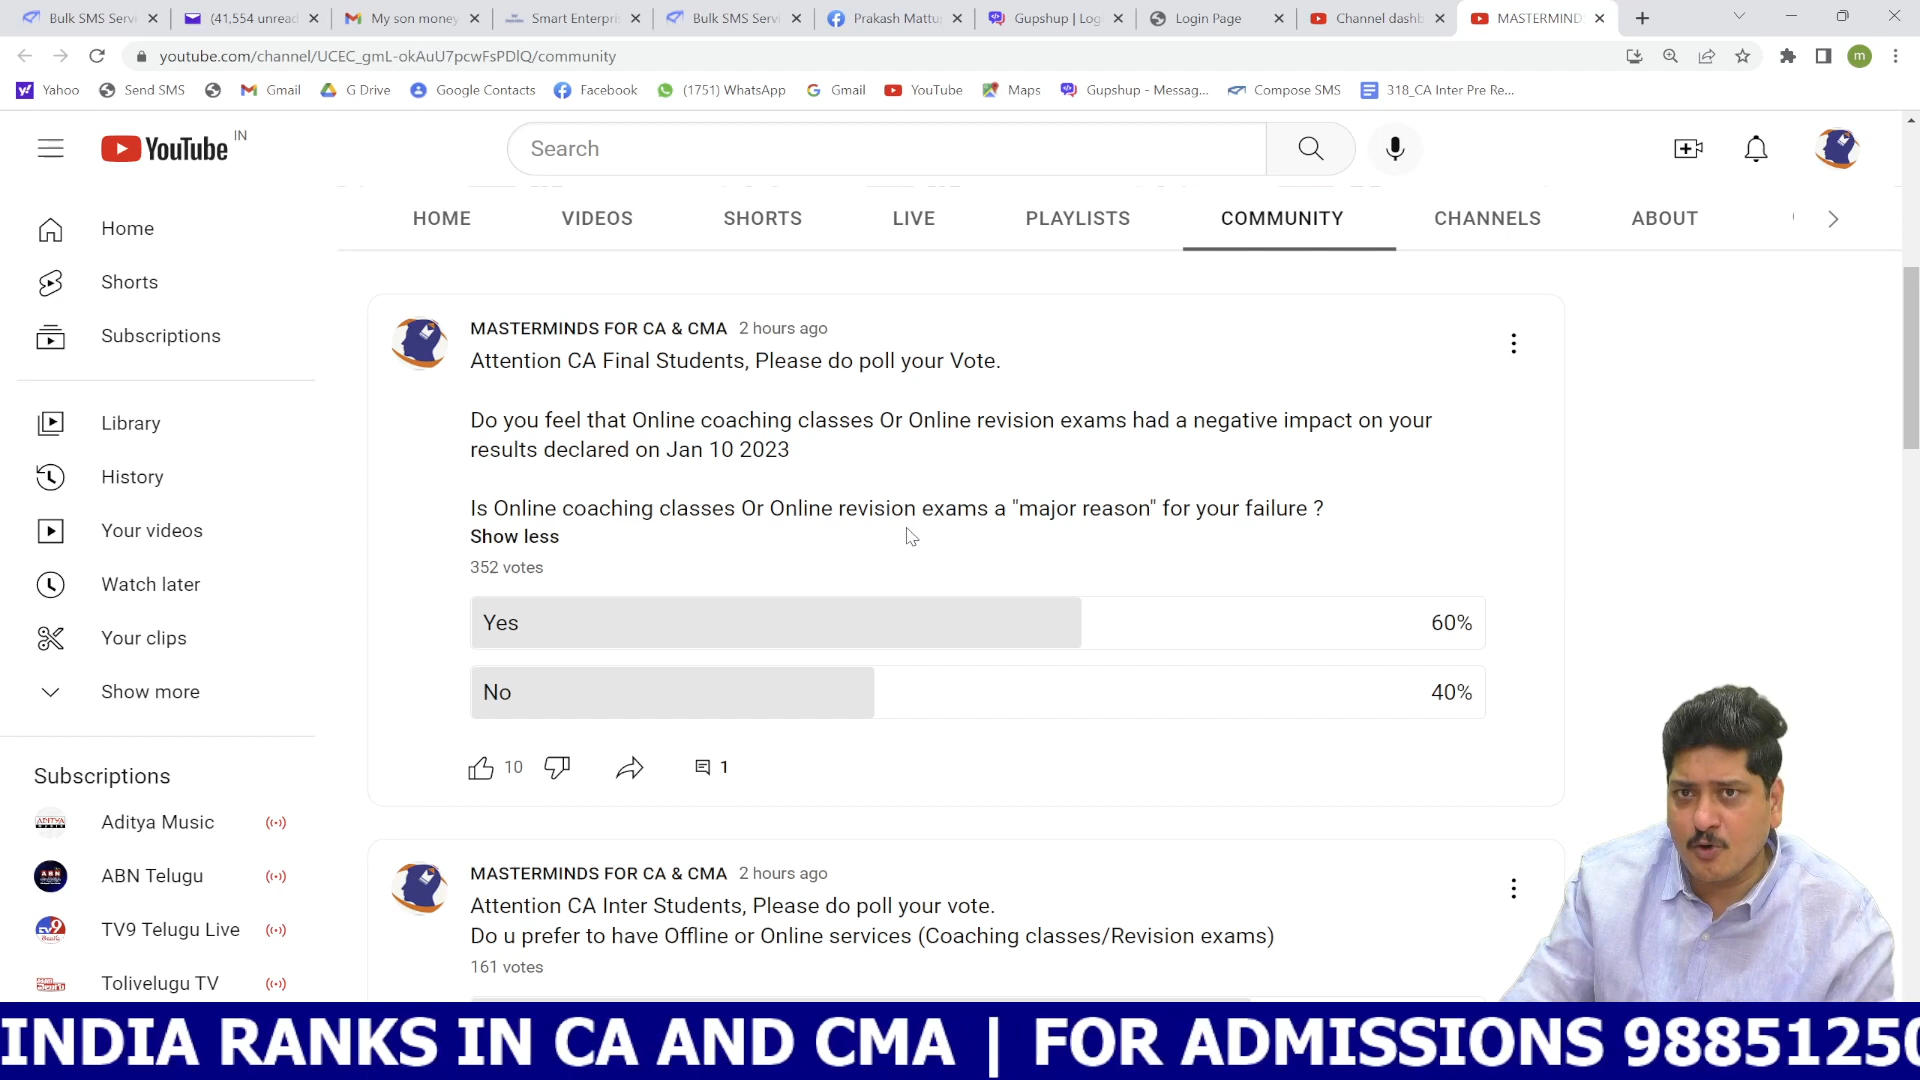 Bulk SMS Servi
(41,554 unread
My son money
Smart Enterpri
Bulk SMS Servi
Prakash Mattu
Gupshup | Log
Login Page
Channel dashb
MASTERMIND
youtube.com/channel/UCEC_gmL-okAuU7pcwFsPDlQ/community
m
Yahoo
Send SMS
Gmail
G Drive
Google Contacts
Facebook
(1751) WhatsApp
Gmail
YouTube
Maps
Gupshup - Messag...
Compose SMS
318_CA Inter Pre Re...
YouTube IN
Search
HOME
VIDEOS
SHORTS
LIVE
PLAYLISTS
COMMUNITY
CHANNELS
ABOUT
Home
Shorts
Subscriptions
Library
History
Your videos
Watch later
Your clips
Show more
Subscriptions
Aditya Music
ABN Telugu
TV9 Telugu Live
Tolivelugu TV
MASTERMINDS FOR CA & CMA 2 hours ago
Attention CA Final Students, Please do poll your Vote.
Do you feel that Online coaching classes Or Online revision exams had a negative impact on your
results declared on Jan 10 2023
Is Online coaching classes Or Online revision exams a "major reason" for your failure ?
Show less
352 votes
Yes 60%
No 40%
10
1
MASTERMINDS FOR CA & CMA 2 hours ago
Attention CA Inter Students, Please do poll your vote.
Do u prefer to have Offline or Online services (Coaching classes/Revision exams)
161 votes
INDIA RANKS IN CA AND CMA | FOR ADMISSIONS 98851250